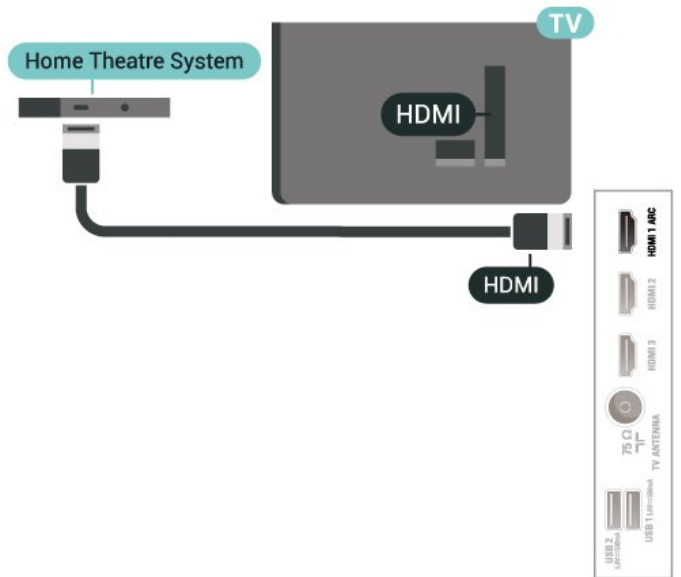 TV
Home Theatre System
HDMI
HDMI
HDMI 1 ARC
HDMI 2
HDMI 3
75 Ω
TV ANTENNA
USB 1
USB 2